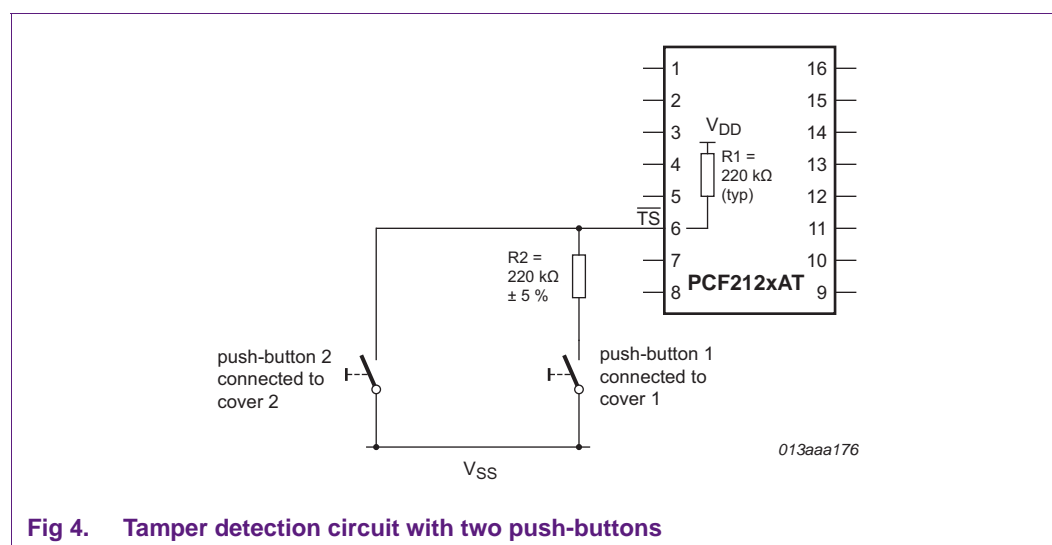 1
2
3
4
5
TS
6
7
8
16
15
14
13
12
11
10
9
VDD
R1 =
220 kΩ
(typ)
PCF212xAT
R2 =
220 kΩ
± 5 %
push-button 2
connected to
cover 2
push-button 1
connected to
cover 1
VSS
013aaa176
Fig 4. Tamper detection circuit with two push-buttons